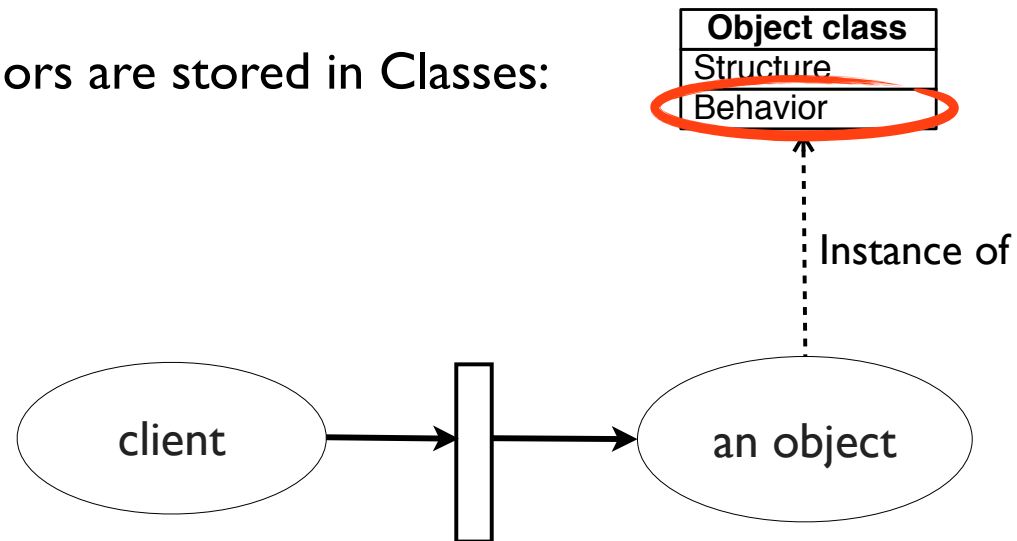 ors are stored in Classes:
Object class
Structure
Behavior
Instance of
client
an object